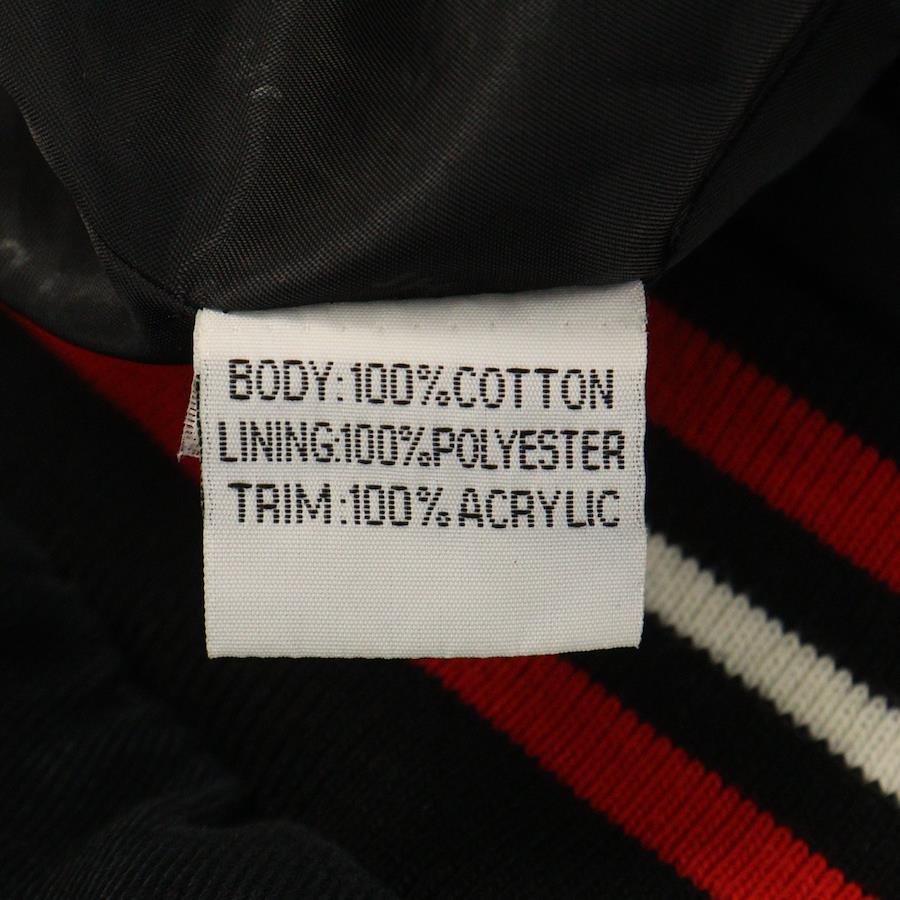 BODY:100%COTTON
LINING:100%POLYESTER
TRIM:100%ACRYLIC